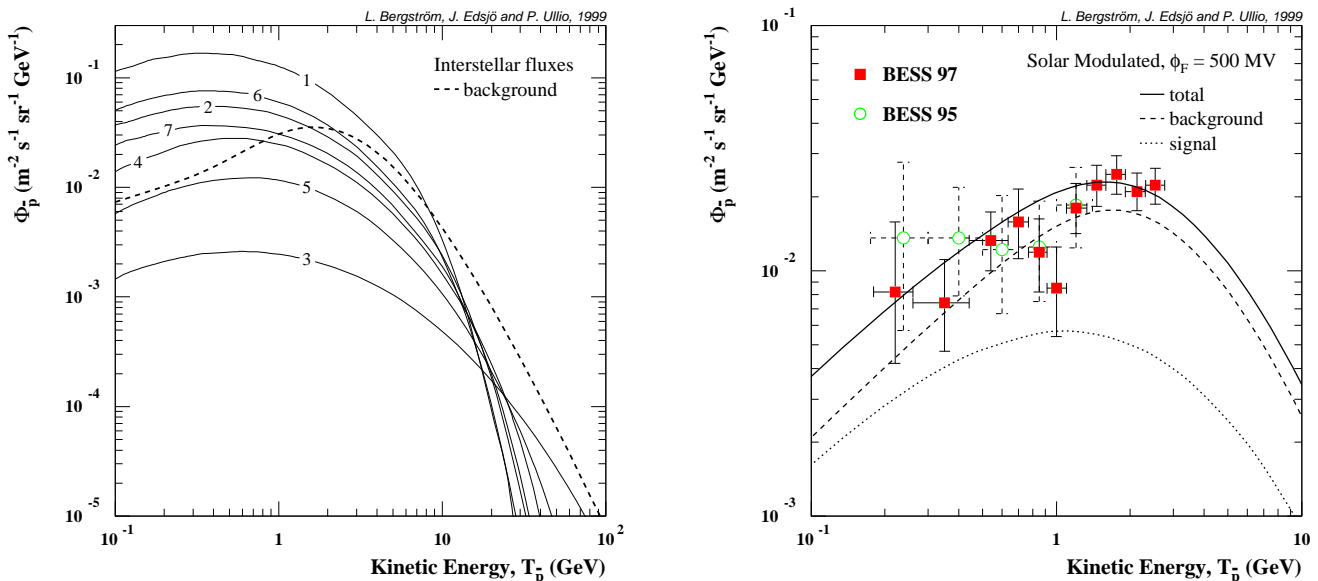 L. Bergström, J. Edsjö and P. Ullio, 1999
Φp̄ (m⁻² s⁻¹ sr⁻¹ GeV⁻¹)
Interstellar fluxes
background
10⁻¹
10⁻²
10⁻³
10⁻⁴
10⁻⁵
1
6
2
7
4
5
3
10⁻¹ 1 10 10²
Kinetic Energy, Tp̄ (GeV)
L. Bergström, J. Edsjö and P. Ullio, 1999
Φp̄ (m⁻² s⁻¹ sr⁻¹ GeV⁻¹)
BESS 97
BESS 95
Solar Modulated, ϕF = 500 MV
total
background
signal
10⁻¹
10⁻²
10⁻³
10⁻¹ 1 10
Kinetic Energy, Tp̄ (GeV)